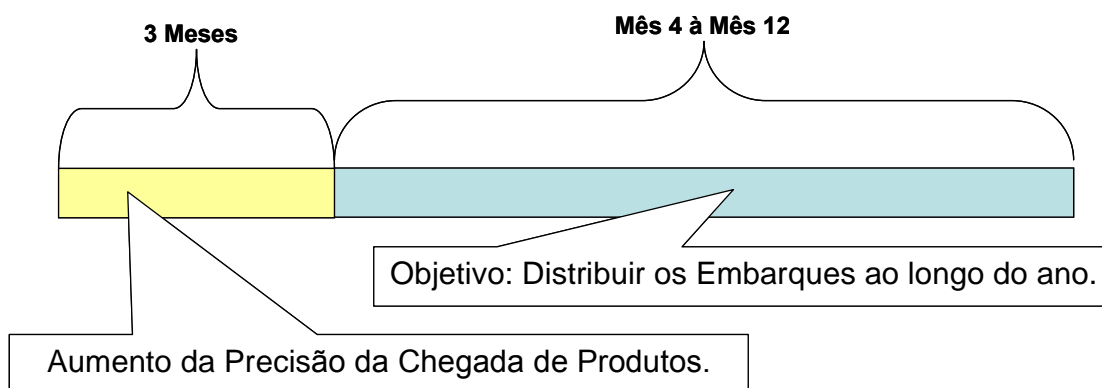 3 Meses
Mês 4 à Mês 12
Objetivo: Distribuir os Embarques ao longo do ano.
Aumento da Precisão da Chegada de Produtos.